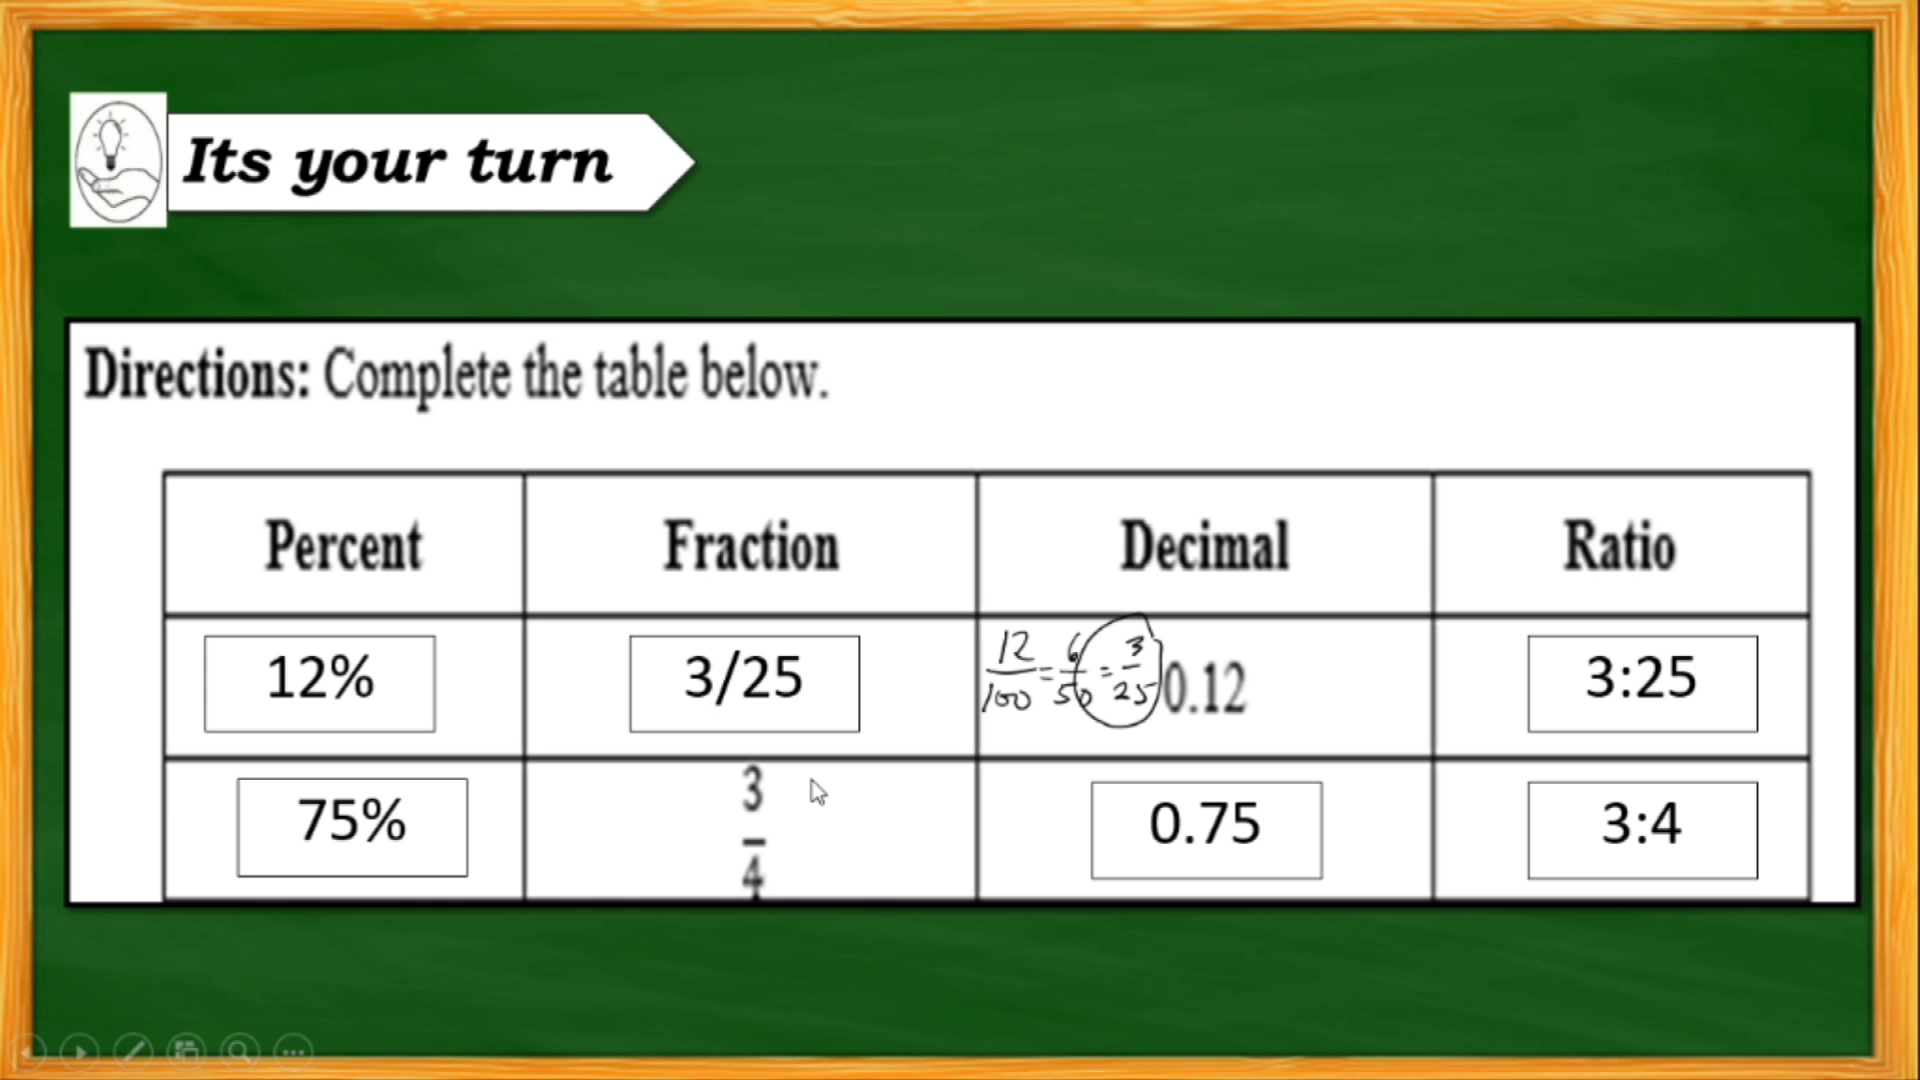 Its your turn
Directions: Complete the table below.
Percent Fraction Decimal Ratio
12% 3/25 12/100 = 6/50 = 3/25 0.12 3:25
75% 3/4 0.75 3:4